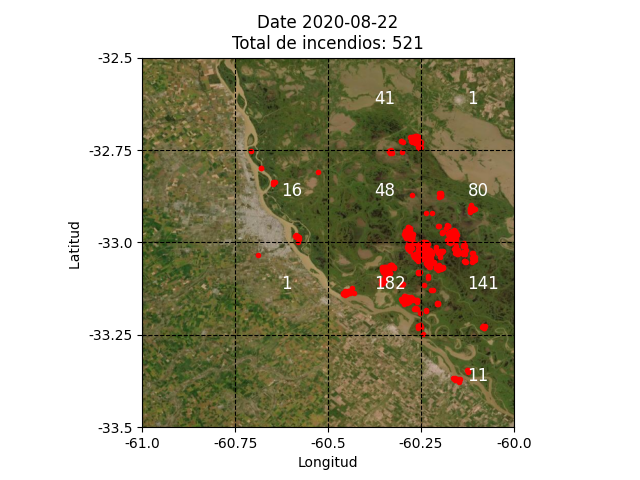 Date 2020-08-22
Total de incendios: 521
Latitud
-32.5
-32.75
-33.0
-33.25
-33.5
41 1
16 48 80
1 182 141
11
-61.0 -60.75 -60.5 -60.25 -60.0
Longitud